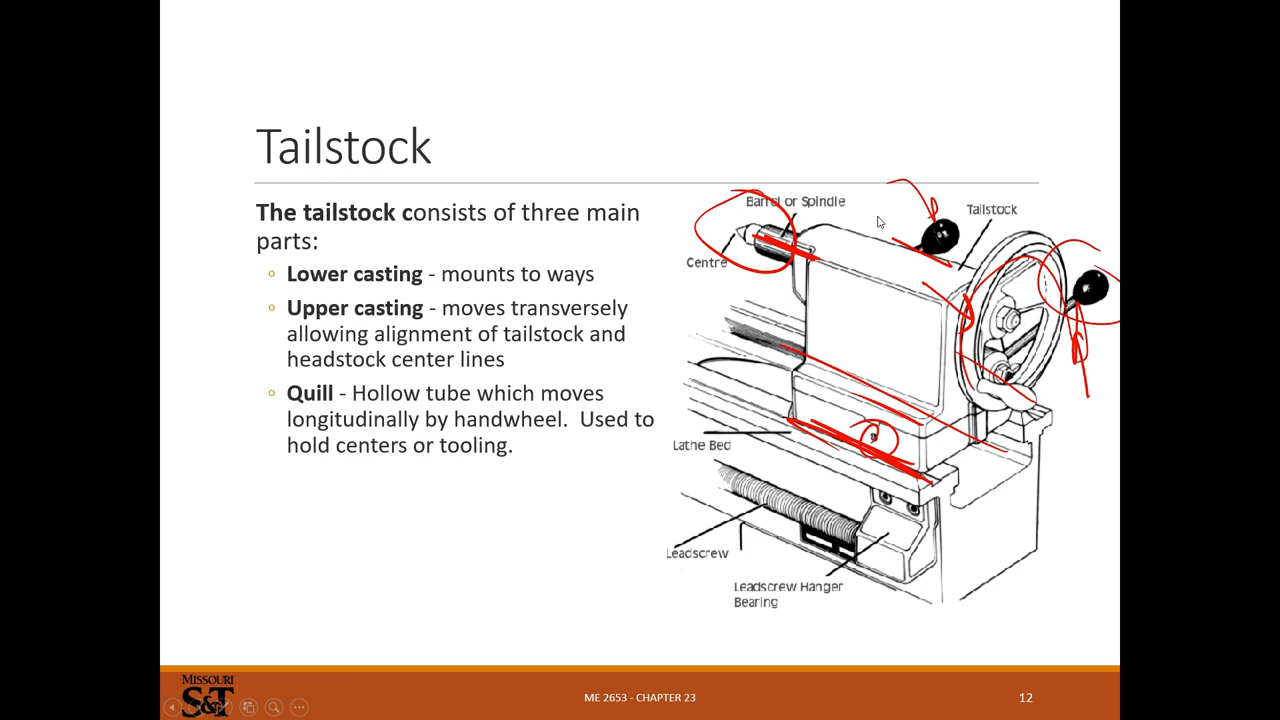 Tailstock
The tailstock consists of three main
parts:
◦ Lower casting - mounts to ways
◦ Upper casting - moves transversely
allowing alignment of tailstock and
headstock center lines
◦ Quill - Hollow tube which moves
longitudinally by handwheel. Used to
hold centers or tooling.
Barrel or Spindle
Tailstock
Centre
Lathe Bed
Leadscrew
Leadscrew Hanger
Bearing
MISSOURI
S&T
ME 2653 - CHAPTER 23
12